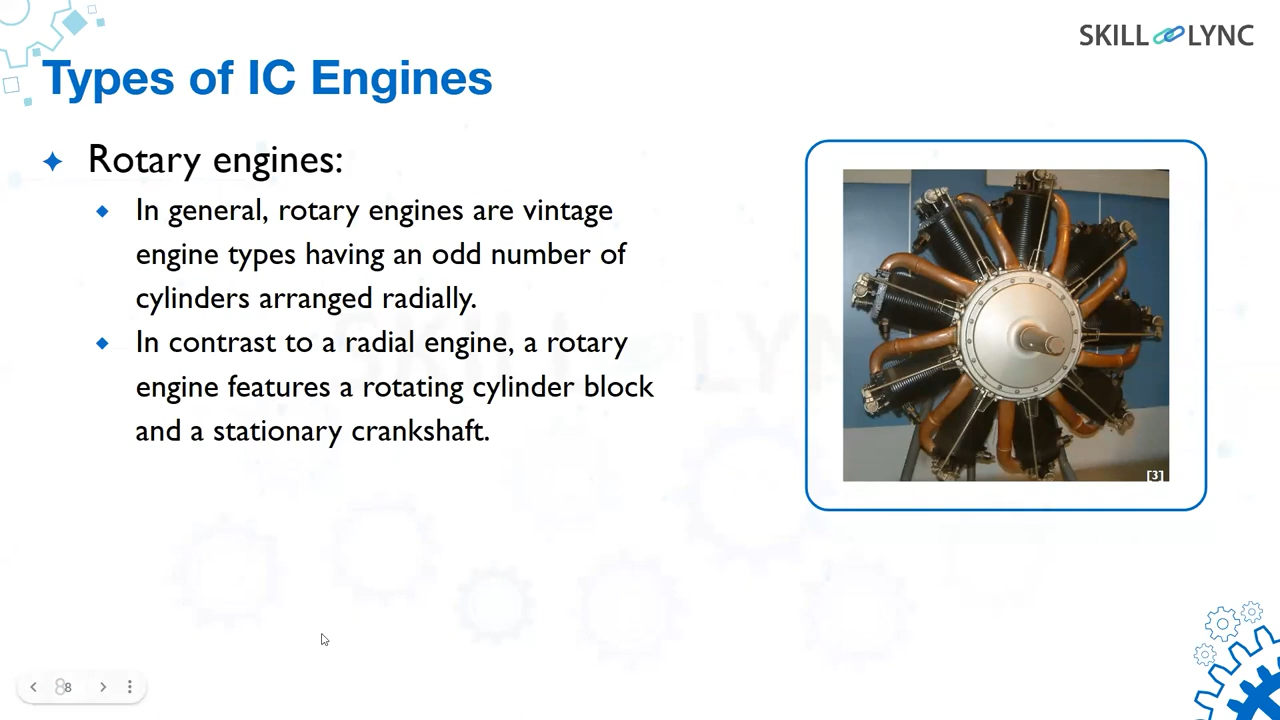 SKILL LYNC
Types of IC Engines
Rotary engines:
In general, rotary engines are vintage
engine types having an odd number of
cylinders arranged radially.
In contrast to a radial engine, a rotary
engine features a rotating cylinder block
and a stationary crankshaft.
[3]
8